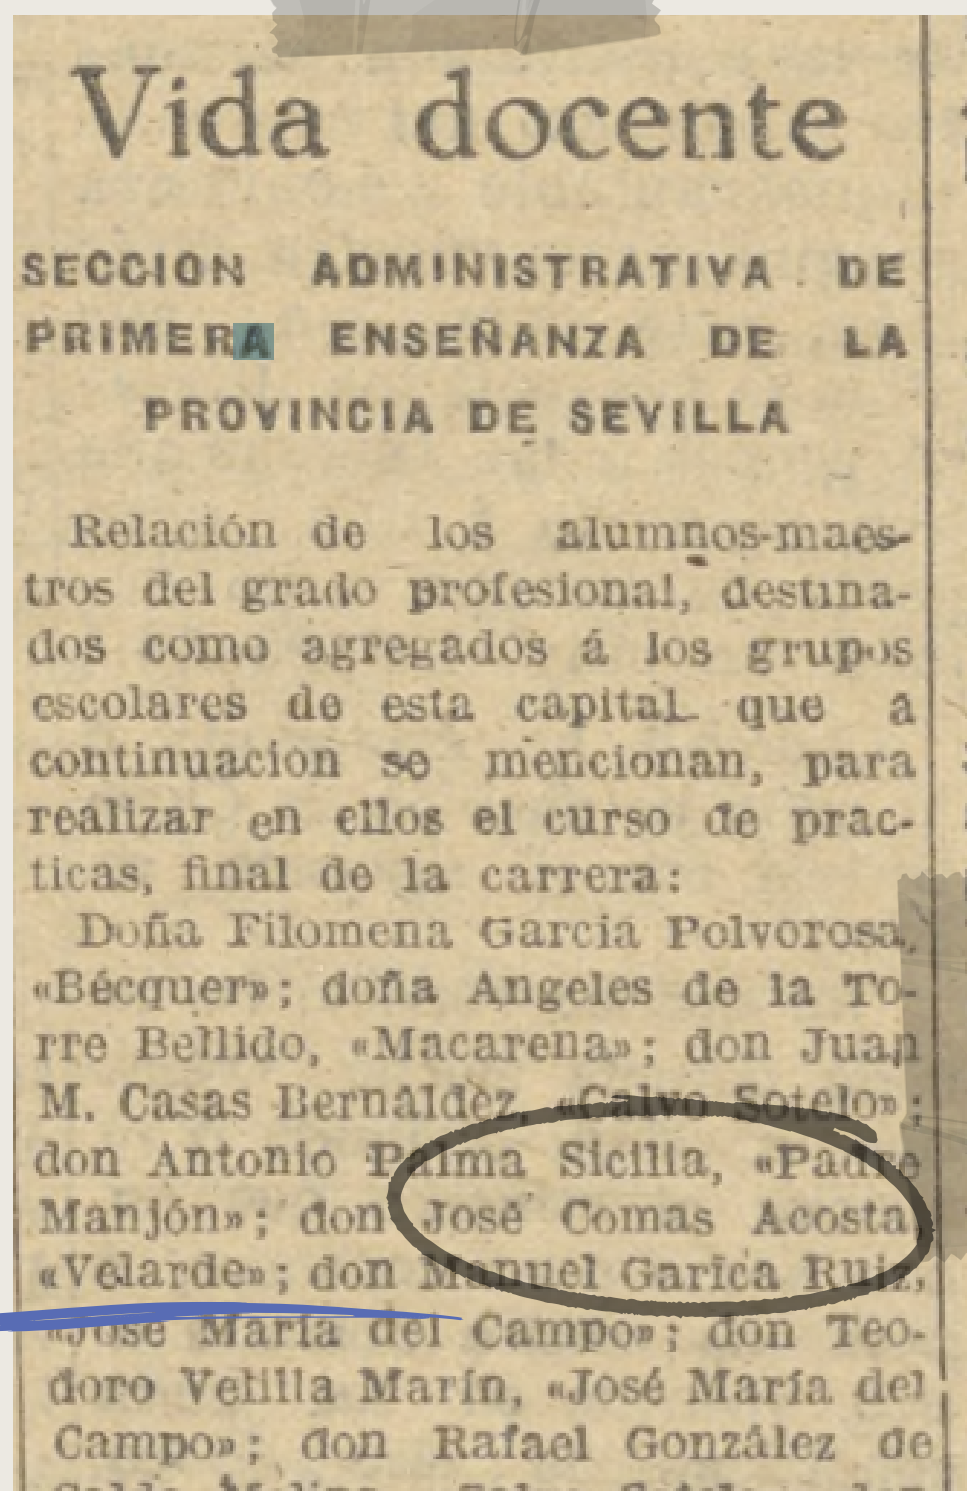 Vida docente
SECCION ADMINISTRATIVA DE
PRIMERA ENSEÑANZA DE LA
PROVINCIA DE SEVILLA
Relación de los alumnos-maes-
tros del grado profesional, destina-
dos como agregados á los grupos
escolares de esta capital que a
continuacion se mencionan, para
realizar en ellos el curso de prac-
ticas, final de la carrera:
Doña Filomena Garcia Polvorosa,
«Bécquer»; doña Angeles de la To-
rre Bellido, «Macarena»; don Juan
M. Casas Bernáldez, «Calvo Sotelo»;
don Antonio Palma Sicilia, «Padre
Manjón»; don José Comas Acosta,
«Velarde»; don Manuel Garica Ruiz,
«José María del Campo»; don Teo-
doro Velilla Marín, «José María del
Campo»; don Rafael González de